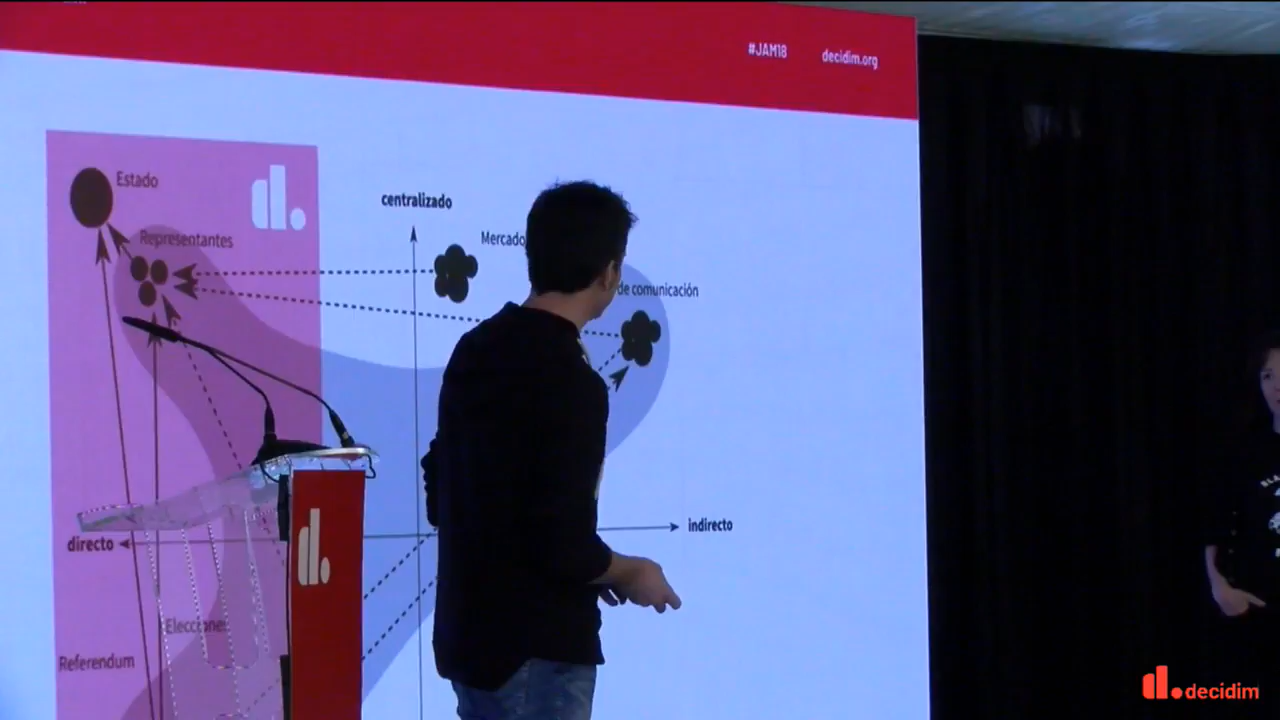 #JAM18 decidim.org
Estado
centralizado
Representantes
Mercado
de comunicación
indirecto
directo
Elecciones
Referendum
decidim